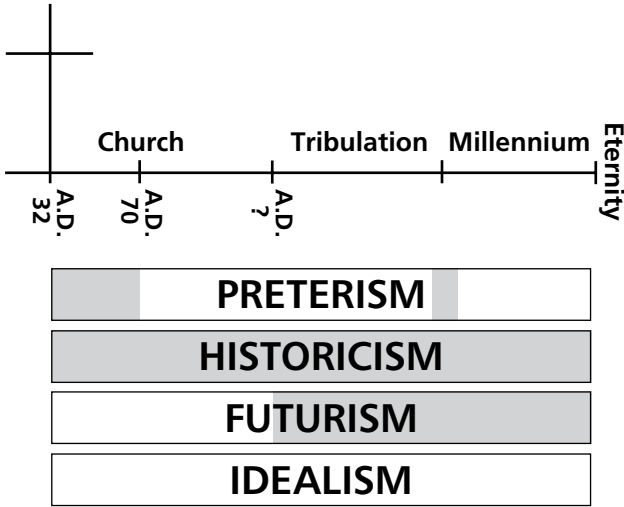 Church
Tribulation
Millennium
Eternity
A.D.
32
A.D.
70
A.D.
?
PRETERISM
HISTORICISM
FUTURISM
IDEALISM